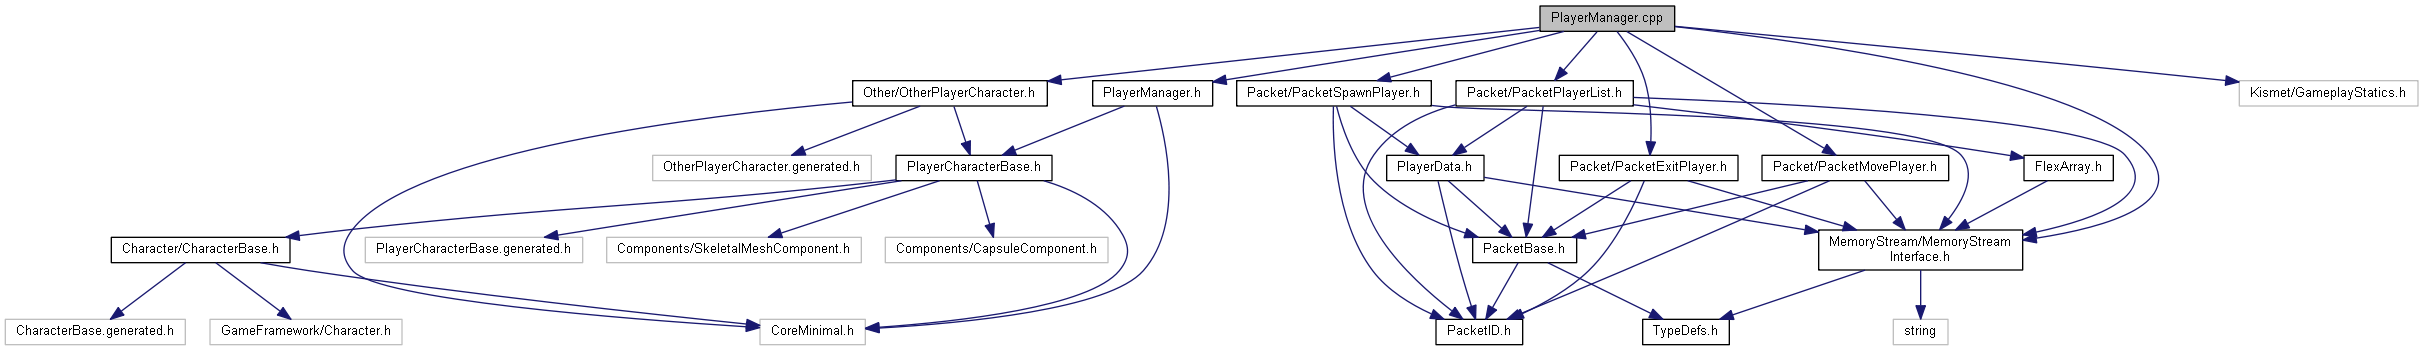 PlayerManager.cpp
Other/OtherPlayerCharacter.h
PlayerManager.h
Packet/PacketSpawnPlayer.h
Packet/PacketPlayerList.h
Kismet/GameplayStatics.h
OtherPlayerCharacter.generated.h
PlayerCharacterBase.h
PlayerData.h
Packet/PacketExitPlayer.h
Packet/PacketMovePlayer.h
FlexArray.h
Character/CharacterBase.h
PlayerCharacterBase.generated.h
Components/SkeletalMeshComponent.h
Components/CapsuleComponent.h
PacketBase.h
MemoryStream/MemoryStream
Interface.h
CharacterBase.generated.h
GameFramework/Character.h
CoreMinimal.h
PacketID.h
TypeDefs.h
string